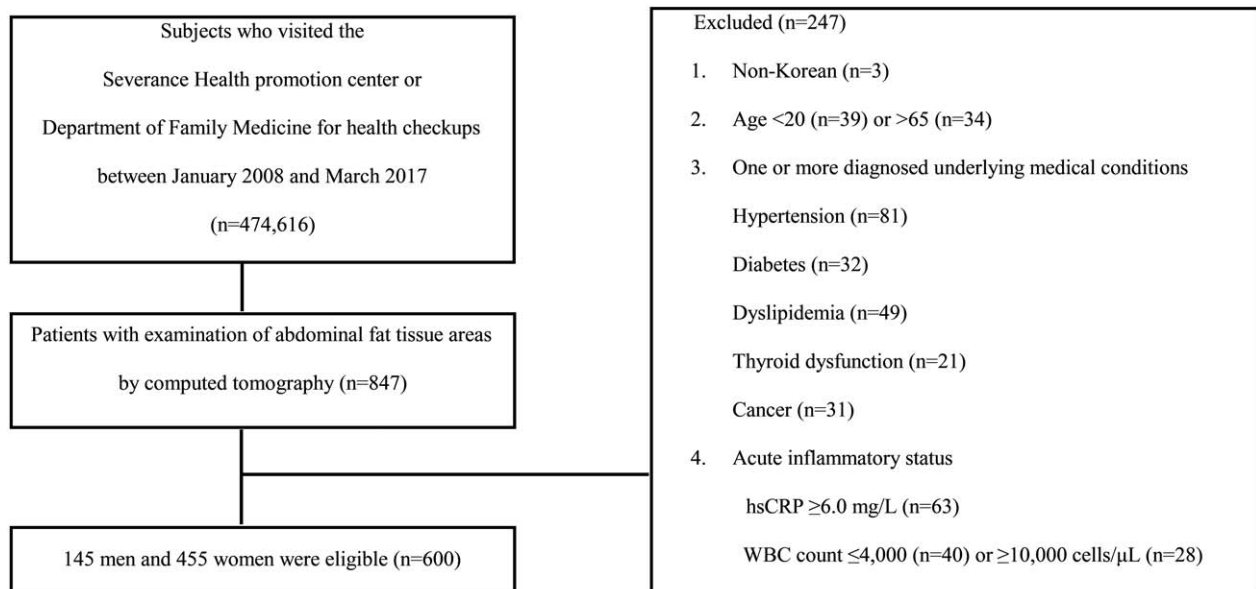 Subjects who visited the
Severance Health promotion center or
Department of Family Medicine for health checkups
between January 2008 and March 2017
(n=474,616)
Patients with examination of abdominal fat tissue areas
by computed tomography (n=847)
145 men and 455 women were eligible (n=600)
Excluded (n=247)
1. Non-Korean (n=3)
2. Age <20 (n=39) or >65 (n=34)
3. One or more diagnosed underlying medical conditions
Hypertension (n=81)
Diabetes (n=32)
Dyslipidemia (n=49)
Thyroid dysfunction (n=21)
Cancer (n=31)
4. Acute inflammatory status
hsCRP ≥6.0 mg/L (n=63)
WBC count ≤4,000 (n=40) or ≥10,000 cells/μL (n=28)